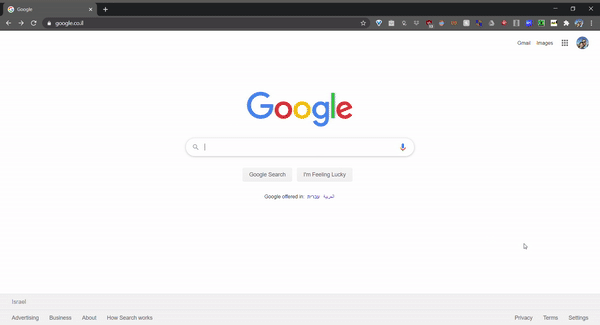 Google
google.co.il
Gmail Images
Google
Google Search I'm Feeling Lucky
Google offered in: עברית العربية
Israel
Advertising Business About How Search works Privacy Terms Settings